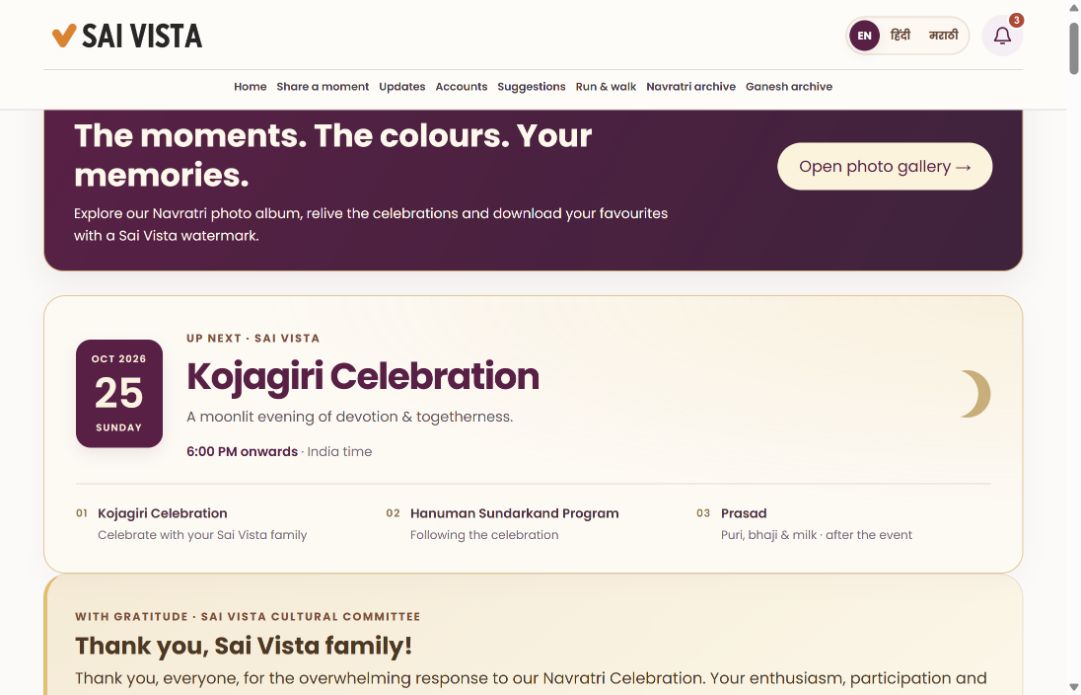 SAI VISTA
EN हिंदी मराठी 3
Home Share a moment Updates Accounts Suggestions Run & walk Navratri archive Ganesh archive
The moments. The colours. Your
memories.
Explore our Navratri photo album, relive the celebrations and download your favourites
with a Sai Vista watermark.
Open photo gallery →
OCT 2026
25
SUNDAY
UP NEXT · SAI VISTA
Kojagiri Celebration
A moonlit evening of devotion & togetherness.
6:00 PM onwards · India time
01 Kojagiri Celebration
Celebrate with your Sai Vista family
02 Hanuman Sundarkand Program
Following the celebration
03 Prasad
Puri, bhaji & milk · after the event
WITH GRATITUDE · SAI VISTA CULTURAL COMMITTEE
Thank you, Sai Vista family!
Thank you, everyone, for the overwhelming response to our Navratri Celebration. Your enthusiasm, participation and